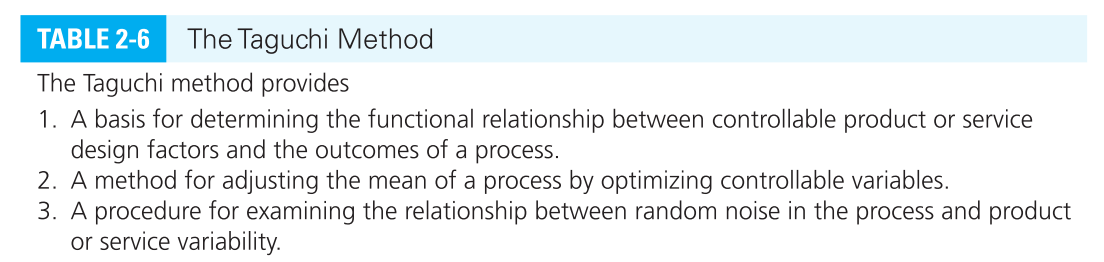 TABLE 2-6 The Taguchi Method
The Taguchi method provides
1. A basis for determining the functional relationship between controllable product or service
design factors and the outcomes of a process.
2. A method for adjusting the mean of a process by optimizing controllable variables.
3. A procedure for examining the relationship between random noise in the process and product
or service variability.